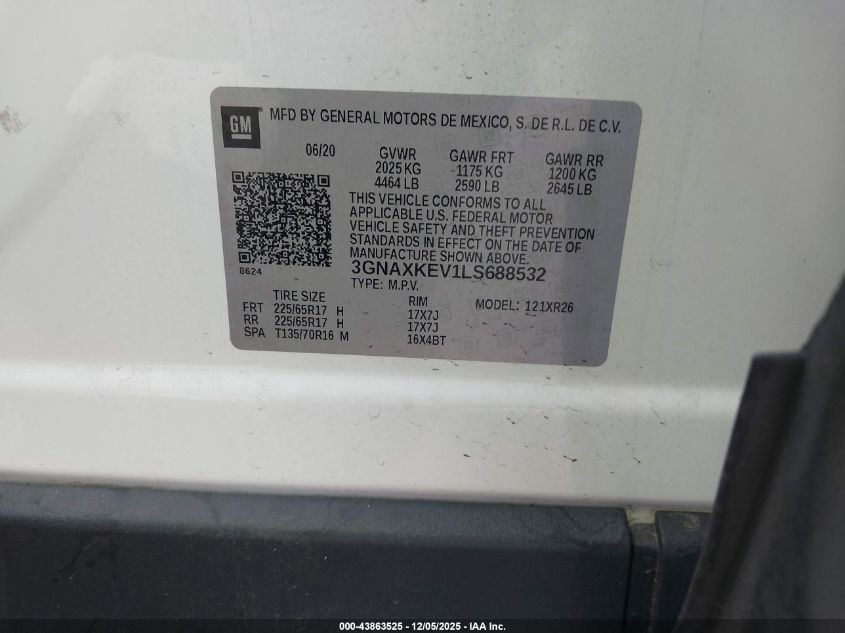 GM
MFD BY GENERAL MOTORS DE MEXICO, S. DE R.L. DE C.V.
06/20 GVWR GAWR FRT GAWR RR
2025 KG 1175 KG 1200 KG
4464 LB 2590 LB 2645 LB
THIS VEHICLE CONFORMS TO ALL
APPLICABLE U.S. FEDERAL MOTOR
VEHICLE SAFETY AND THEFT PREVENTION
STANDARDS IN EFFECT ON THE DATE OF
MANUFACTURE SHOWN ABOVE.
8624 3GNAXKEV1LS688532
TYPE: M.P.V.
TIRE SIZE RIM MODEL: 121XR26
FRT 225/65R17 H 17X7J
RR 225/65R17 H 17X7J
SPA T135/70R16 M 16X4BT
000-43863525 - 12/05/2025 - IAA Inc.